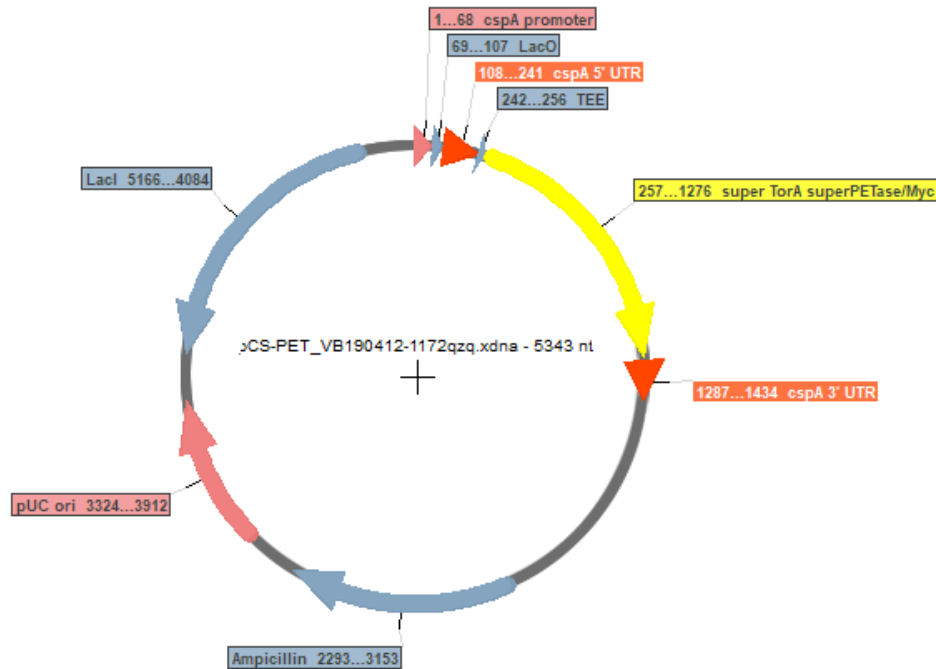 1...68 cspA promoter
69...107 LacO
108...241 cspA 5' UTR
242...256 TEE
LacI 5166...4084
257...1276 super TorA superPETase/Myc
pCS-PET_VB190412-1172qzq.xdna - 5343 nt
1287...1434 cspA 3' UTR
pUC ori 3324...3912
Ampicillin 2293...3153